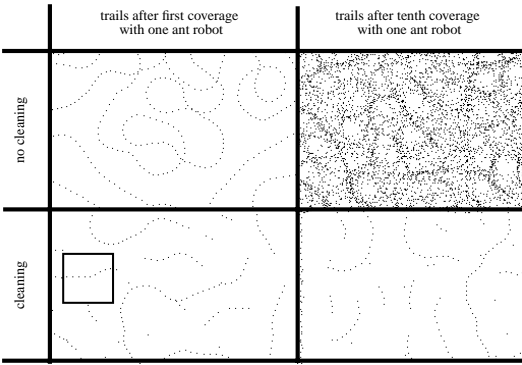 trails after first coverage
with one ant robot
trails after tenth coverage
with one ant robot
no cleaning
cleaning